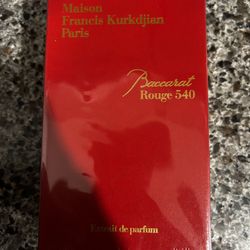 Maison
Francis Kurkdjian
Paris
Baccarat
Rouge 540
Extrait de parfum